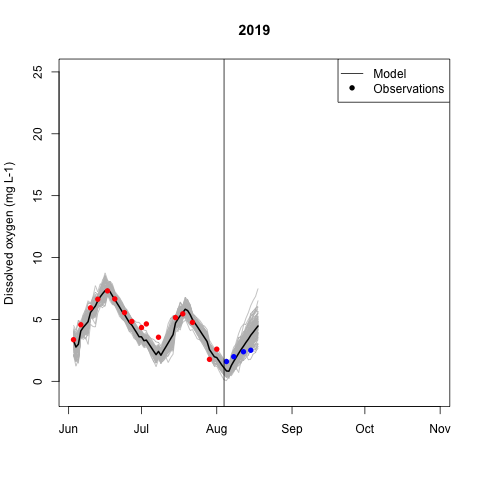 2019
Model
Observations
Dissolved oxygen (mg L-1)
25
20
15
10
5
0
Jun Jul Aug Sep Oct Nov